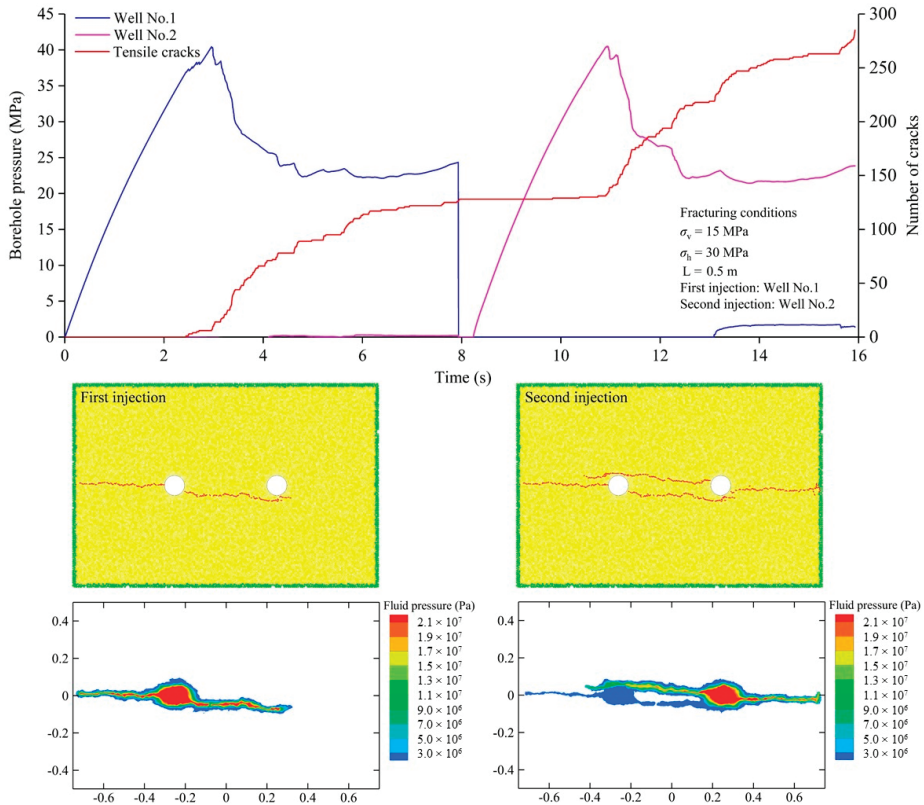 45
40
35
30
25
20
15
10
5
0
Borehole pressure (MPa)
Well No.1
Well No.2
Tensile cracks
300
250
200
150
100
50
0
Number of cracks
Fracturing conditions
σv = 15 MPa
σh = 30 MPa
L = 0.5 m
First injection: Well No.1
Second injection: Well No.2
0 2 4 6 8 10 12 14 16
Time (s)
First injection
Second injection
0.4
0.2
0
-0.2
-0.4
-0.6 -0.4 -0.2 0 0.2 0.4 0.6
Fluid pressure (Pa)
2.1 × 10⁷
1.9 × 10⁷
1.7 × 10⁷
1.5 × 10⁷
1.3 × 10⁷
1.1 × 10⁷
9.0 × 10⁶
7.0 × 10⁶
5.0 × 10⁶
3.0 × 10⁶
0.4
0.2
0
-0.2
-0.4
-0.6 -0.4 -0.2 0 0.2 0.4 0.6
Fluid pressure (Pa)
2.1 × 10⁷
1.9 × 10⁷
1.7 × 10⁷
1.5 × 10⁷
1.3 × 10⁷
1.1 × 10⁷
9.0 × 10⁶
7.0 × 10⁶
5.0 × 10⁶
3.0 × 10⁶